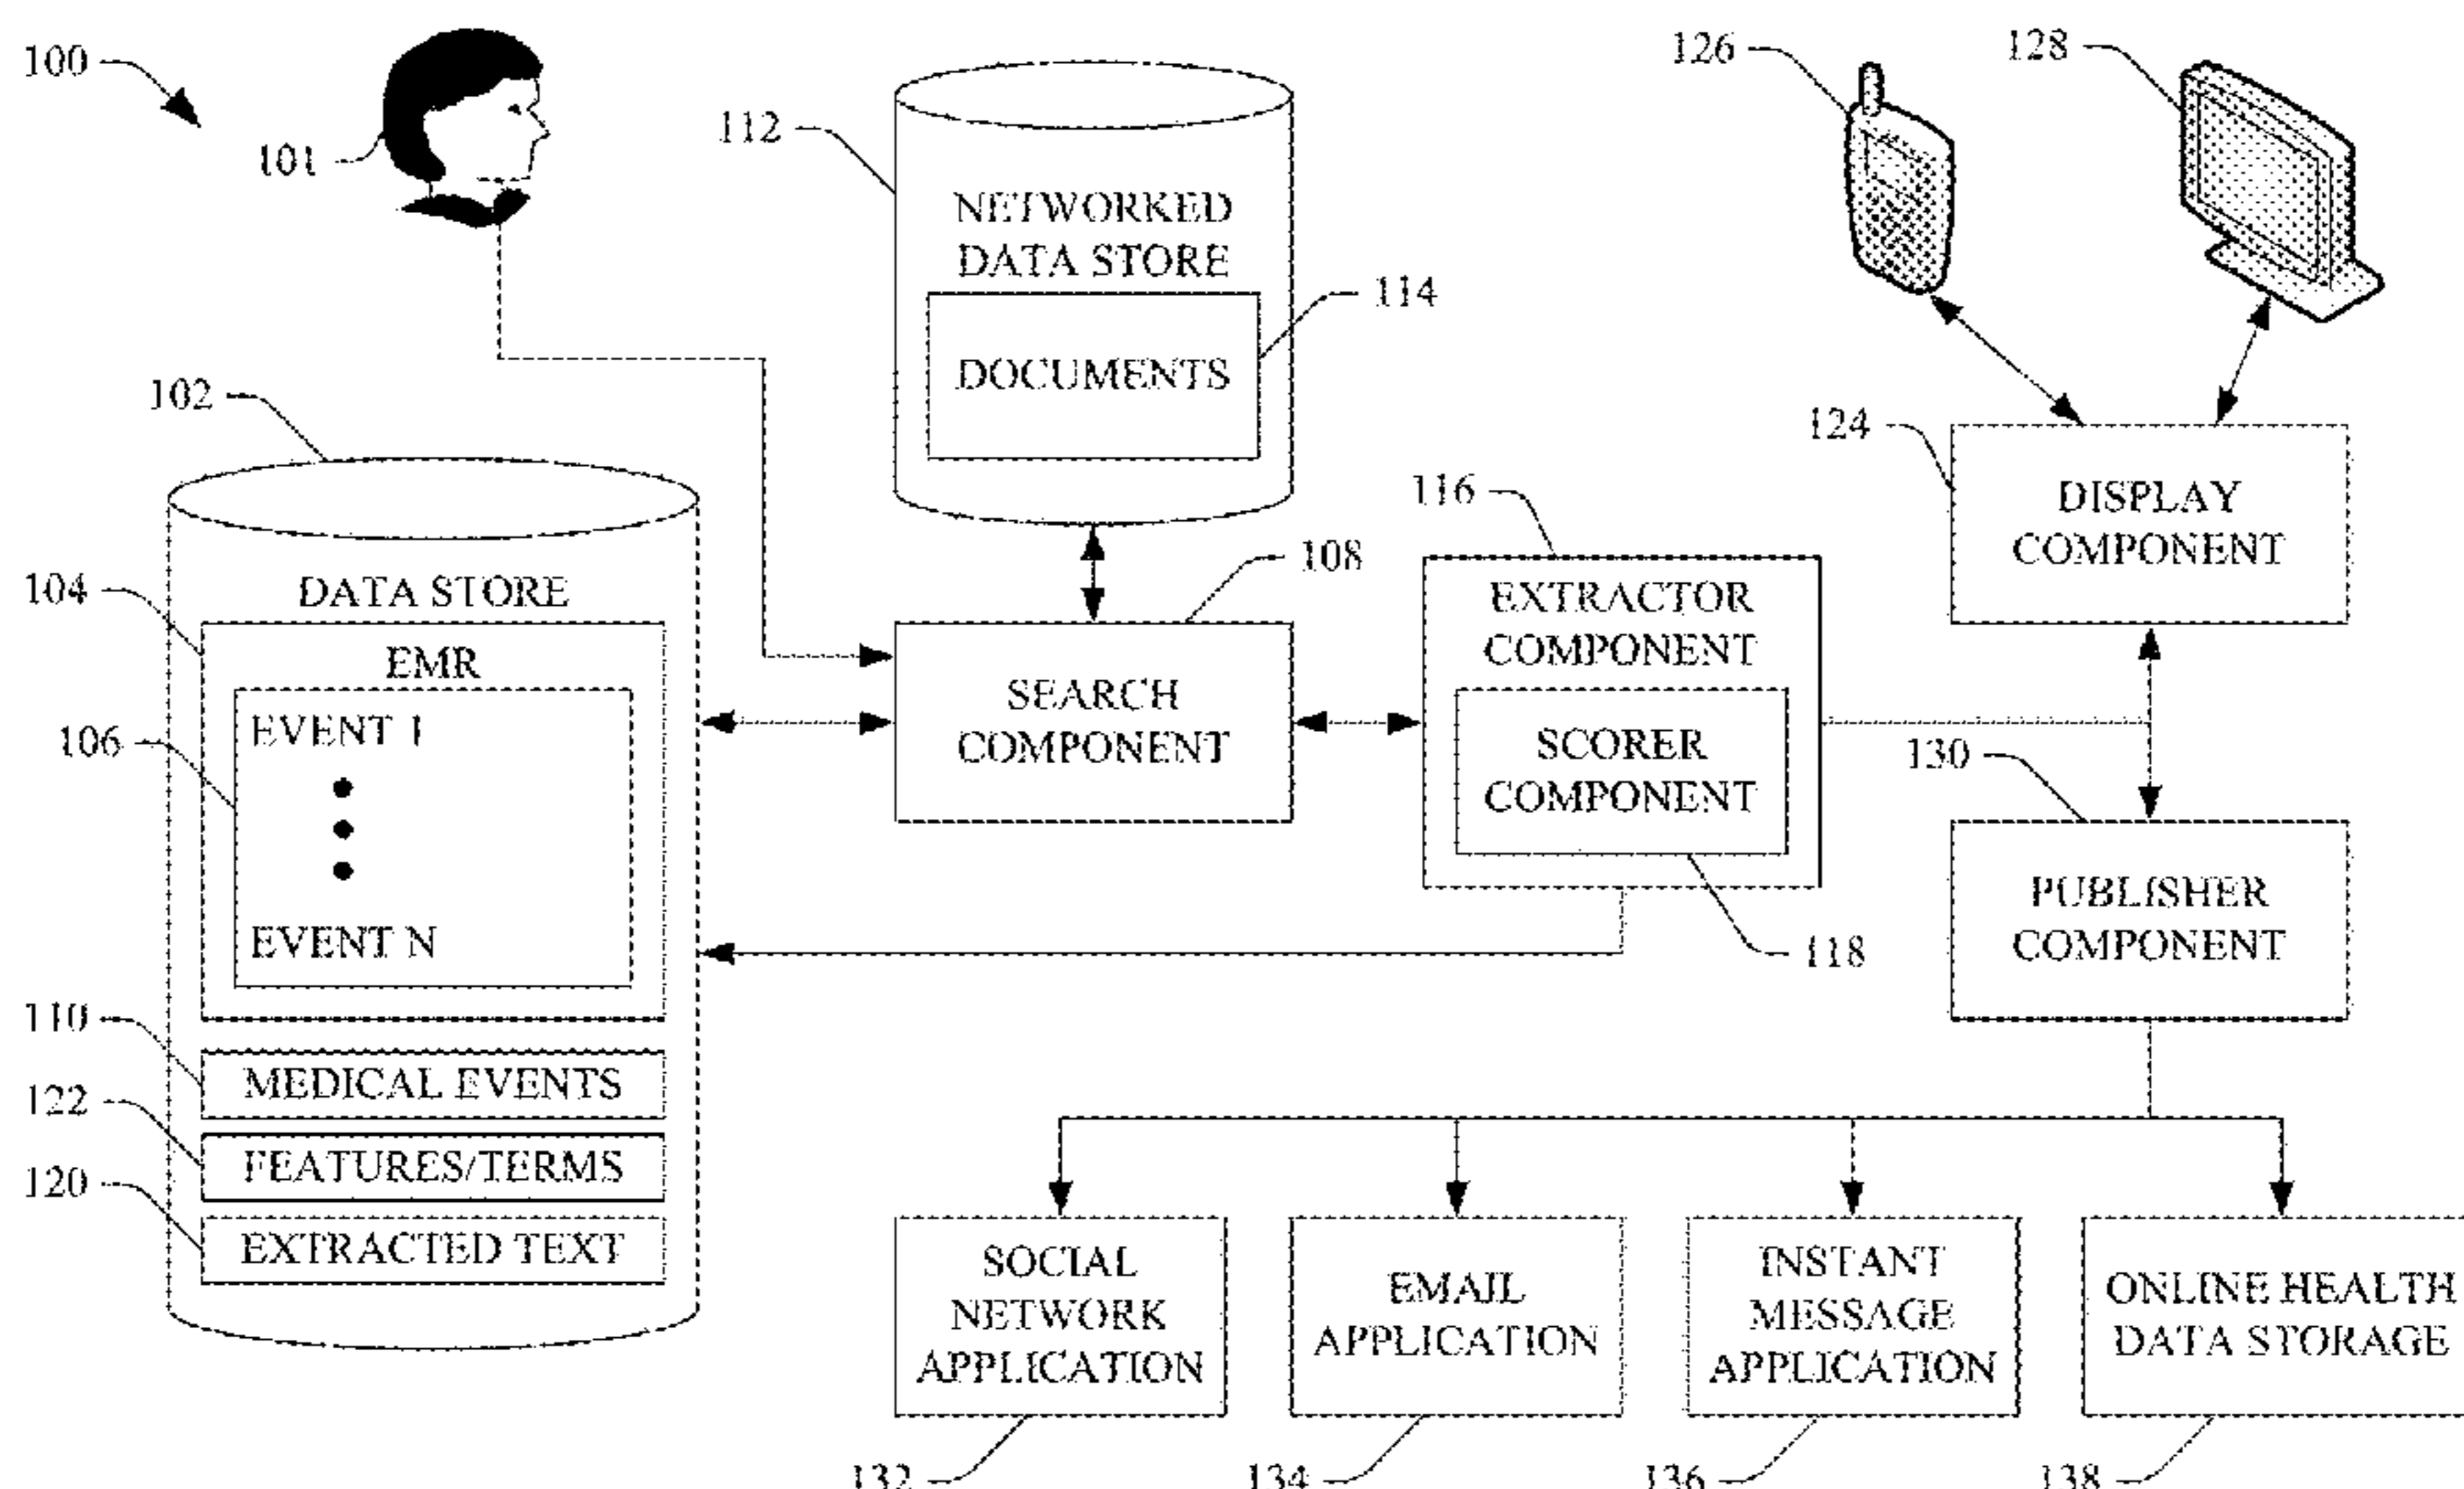 100
101
112
NETWORKED
DATA STORE
114
DOCUMENTS
126
128
102
DATA STORE
104
EMR
106
EVENT 1
EVENT N
110
MEDICAL EVENTS
122
FEATURES/TERMS
120
EXTRACTED TEXT
108
SEARCH
COMPONENT
116
EXTRACTOR
COMPONENT
SCORER
COMPONENT
118
124
DISPLAY
COMPONENT
130
PUBLISHER
COMPONENT
SOCIAL
NETWORK
APPLICATION
EMAIL
APPLICATION
INSTANT
MESSAGE
APPLICATION
ONLINE HEALTH
DATA STORAGE
132
134
136
138